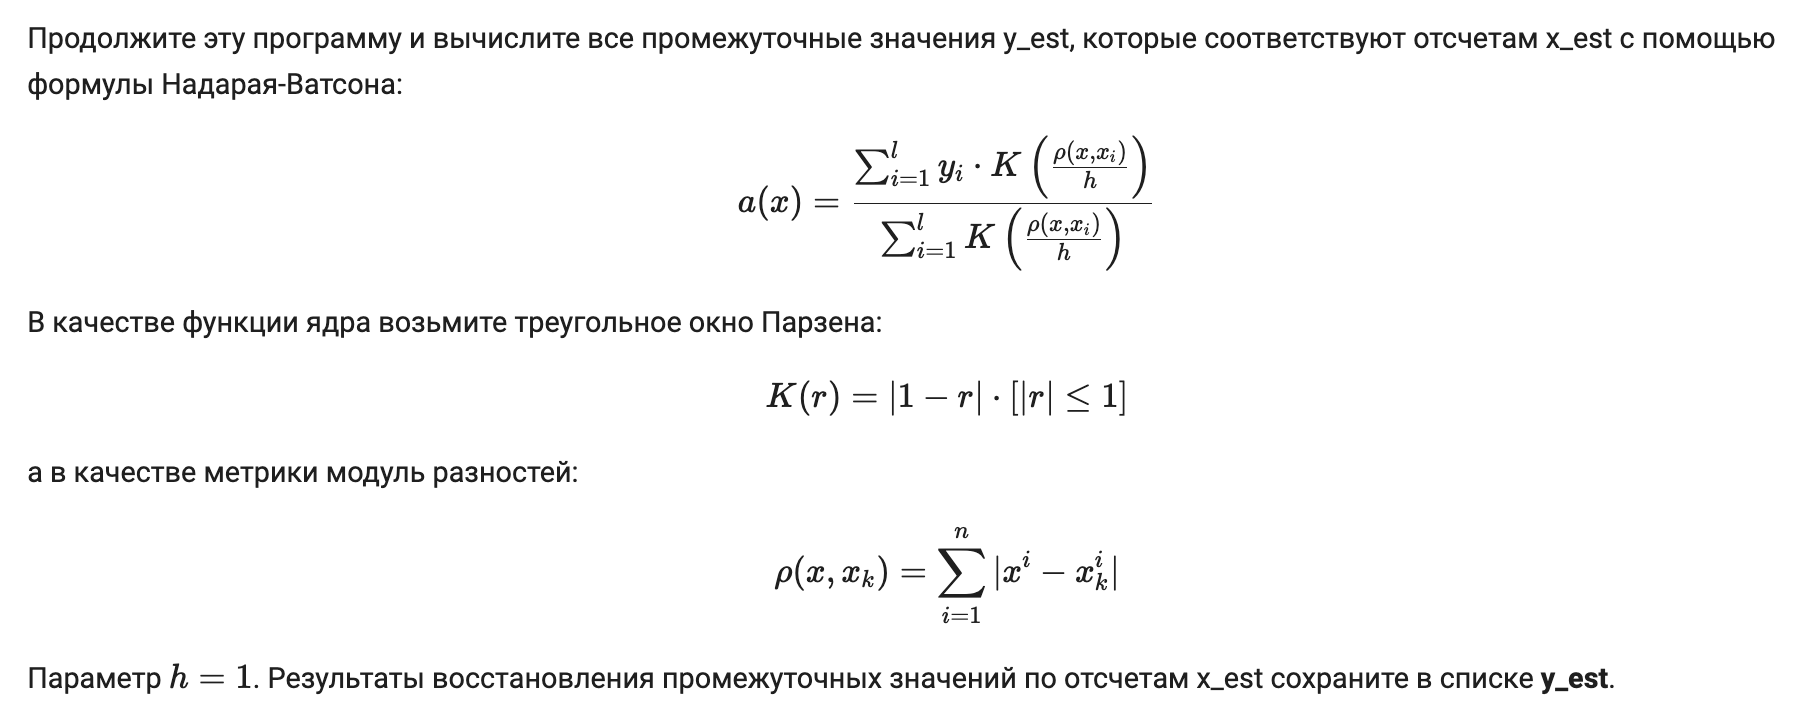 Продолжите эту программу и вычислите все промежуточные значения y_est, которые соответствуют отсчетам x_est с помощью
формулы Надарая-Ватсона:
a(x) = \frac{\sum_{i=1}^{l} y_i \cdot K\left(\frac{\rho(x,x_i)}{h}\right)}{\sum_{i=1}^{l} K\left(\frac{\rho(x,x_i)}{h}\right)}
В качестве функции ядра возьмите треугольное окно Парзена:
K(r) = |1 − r| · [|r| ≤ 1]
а в качестве метрики модуль разностей:
\rho(x, x_k) = \sum_{i=1}^{n} |x^i - x_k^i|
Параметр h = 1. Результаты восстановления промежуточных значений по отсчетам x_est сохраните в списке y_est.